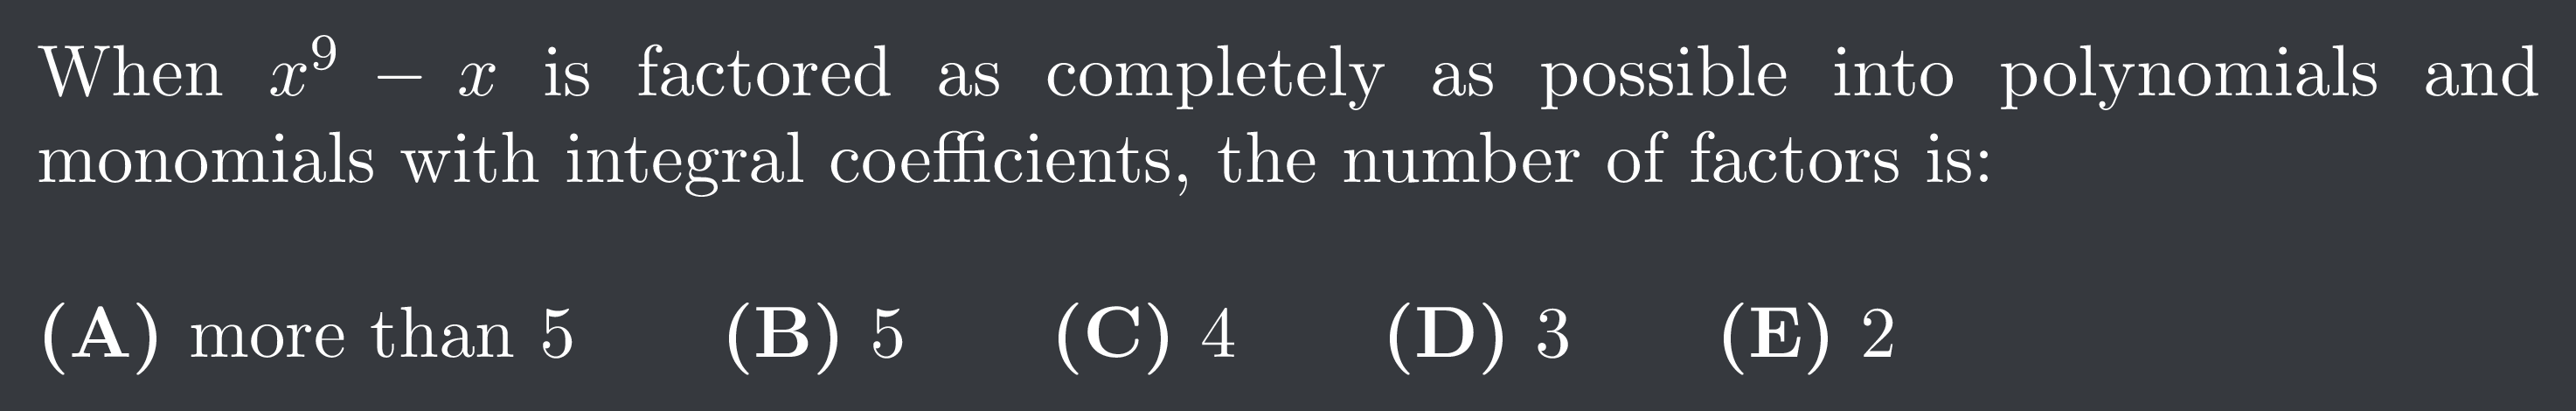 When x⁹ − x is factored as completely as possible into polynomials and
monomials with integral coefficients, the number of factors is:
(A) more than 5 (B) 5 (C) 4 (D) 3 (E) 2